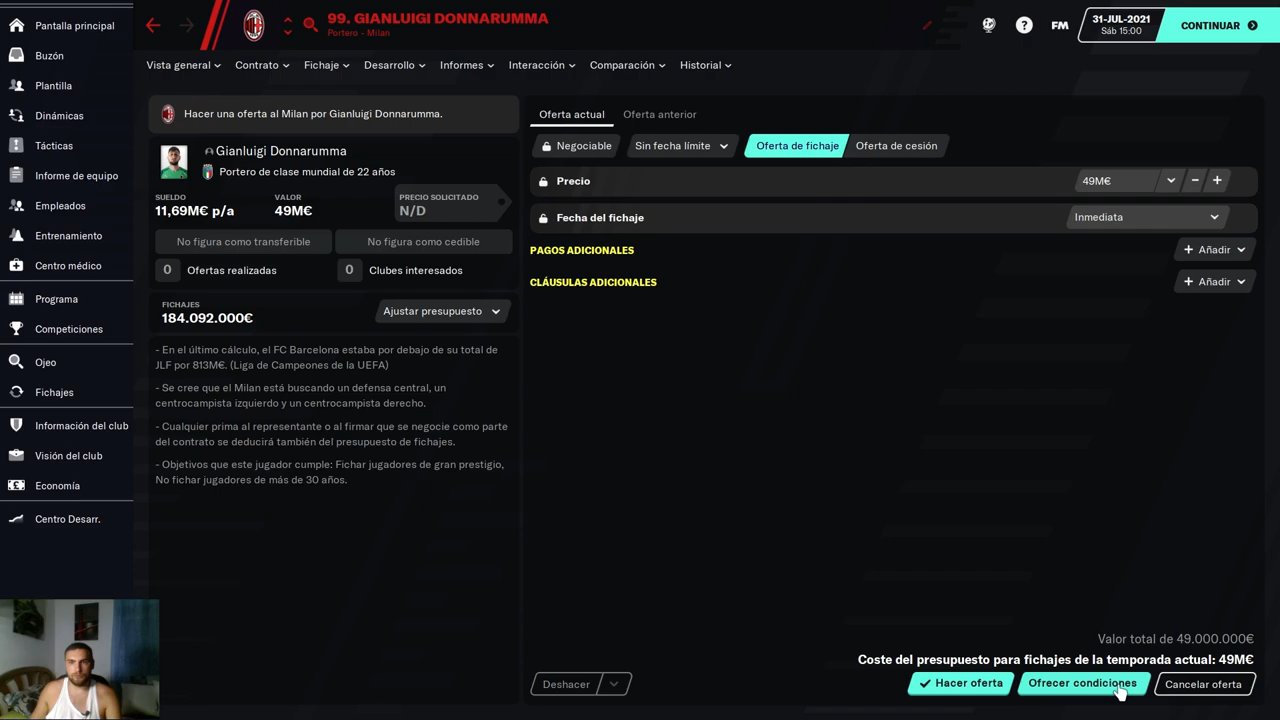 Pantalla principal
Buzón
Plantilla
Dinámicas
Tácticas
Informe de equipo
Empleados
Entrenamiento
Centro médico
Programa
Competiciones
Ojeo
Fichajes
Información del club
Visión del club
Economía
Centro Desarr.
99. GIANLUIGI DONNARUMMA
Portero - Milan
FM
31-JUL-2021
Sáb 15:00
CONTINUAR
Vista general
Contrato
Fichaje
Desarrollo
Informes
Interacción
Comparación
Historial
Hacer una oferta al Milan por Gianluigi Donnarumma.
Gianluigi Donnarumma
Portero de clase mundial de 22 años
SUELDO
11,69M€ p/a
VALOR
49M€
PRECIO SOLICITADO
N/D
No figura como transferible
No figura como cedible
0 Ofertas realizadas
0 Clubes interesados
FICHAJES
184.092.000€
Ajustar presupuesto
- En el último cálculo, el FC Barcelona estaba por debajo de su total de
JLF por 813M€. (Liga de Campeones de la UEFA)
- Se cree que el Milan está buscando un defensa central, un
centrocampista izquierdo y un centrocampista derecho.
- Cualquier prima al representante o al firmar que se negocie como parte
del contrato se deducirá también del presupuesto de fichajes.
- Objetivos que este jugador cumple: Fichar jugadores de gran prestigio,
No fichar jugadores de más de 30 años.
Oferta actual
Oferta anterior
Negociable
Sin fecha límite
Oferta de fichaje
Oferta de cesión
Precio
49M€
Fecha del fichaje
Inmediata
PAGOS ADICIONALES
+ Añadir
CLÁUSULAS ADICIONALES
+ Añadir
Valor total de 49.000.000€
Coste del presupuesto para fichajes de la temporada actual: 49M€
Deshacer
Hacer oferta
Ofrecer condiciones
Cancelar oferta